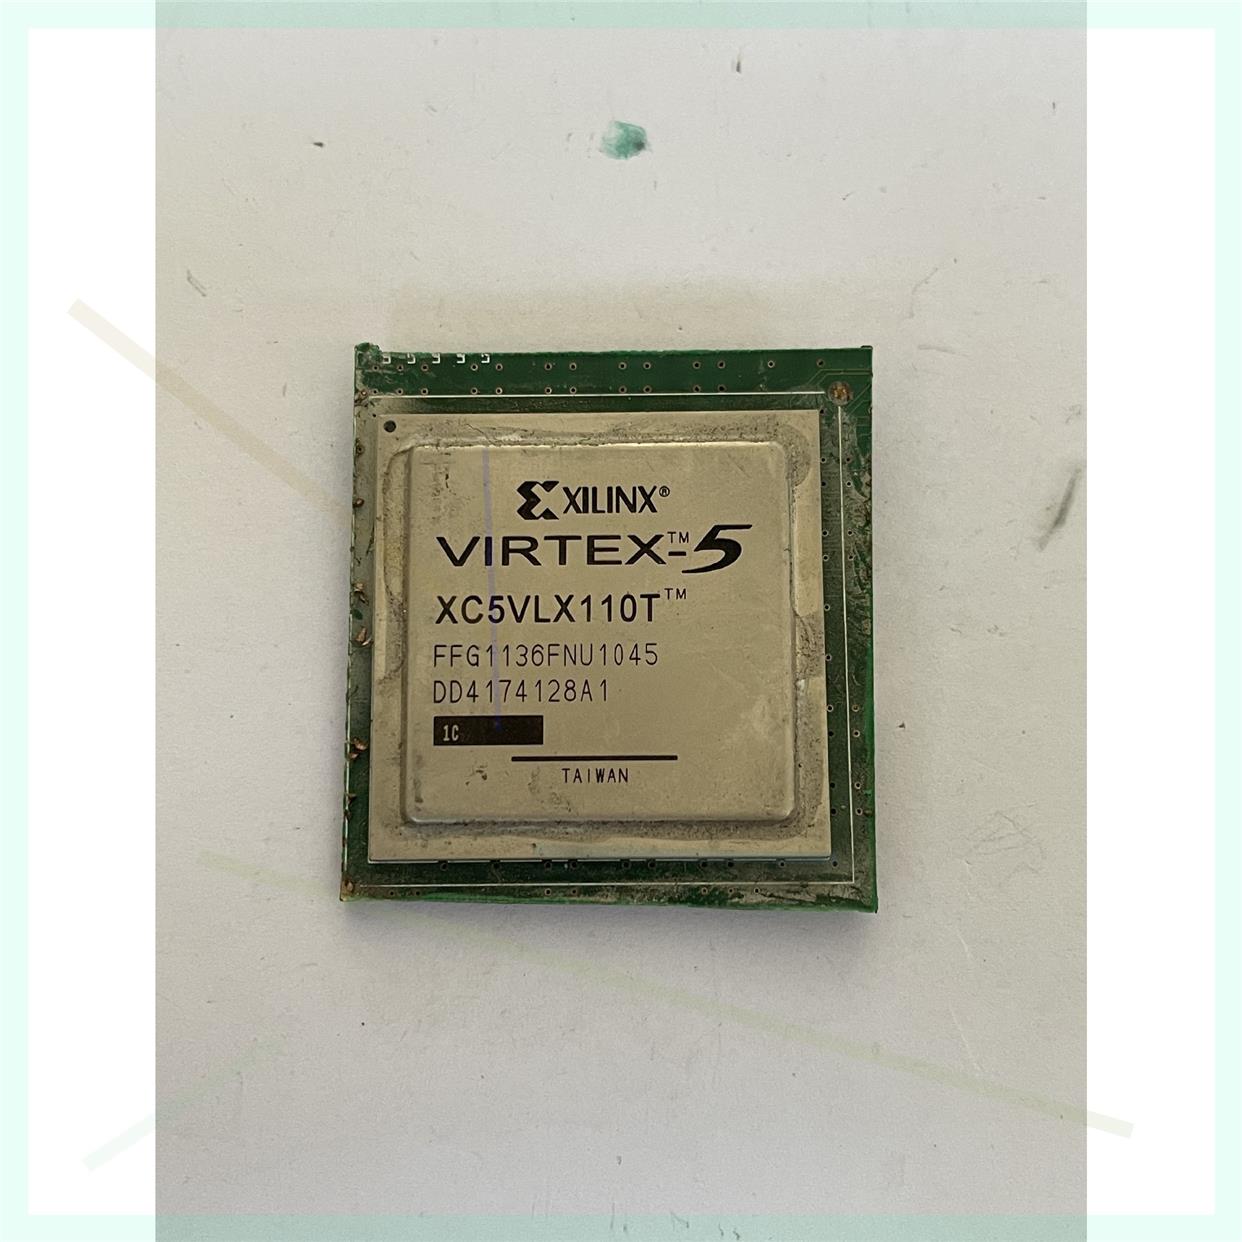 XILINX®
VIRTEX™-5
XC5VLX110T™
FFG1136FNU1045
DD4174128A1
1C
TAIWAN